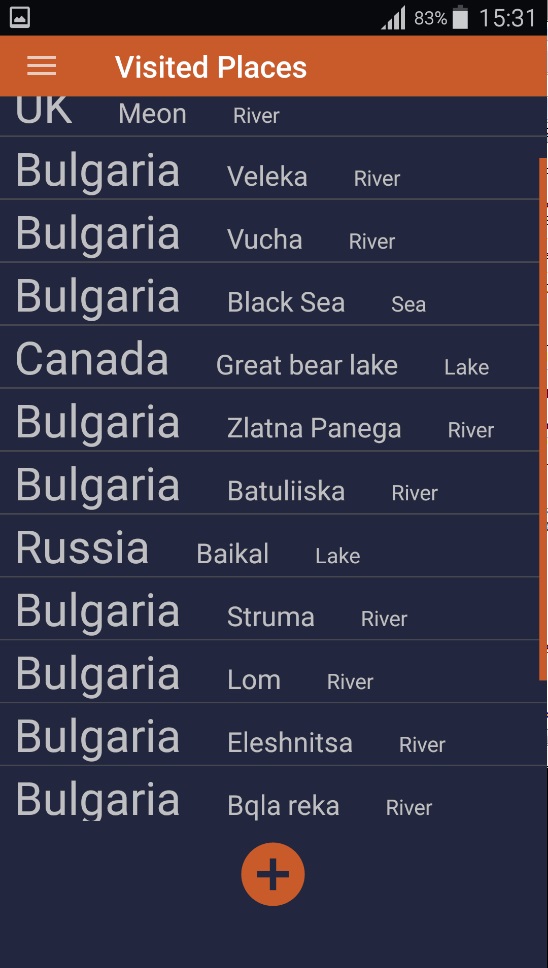 83% 15:31
Visited Places
UK Meon River
Bulgaria Veleka River
Bulgaria Vucha River
Bulgaria Black Sea Sea
Canada Great bear lake Lake
Bulgaria Zlatna Panega River
Bulgaria Batuliiska River
Russia Baikal Lake
Bulgaria Struma River
Bulgaria Lom River
Bulgaria Eleshnitsa River
Bulgaria Bqla reka River